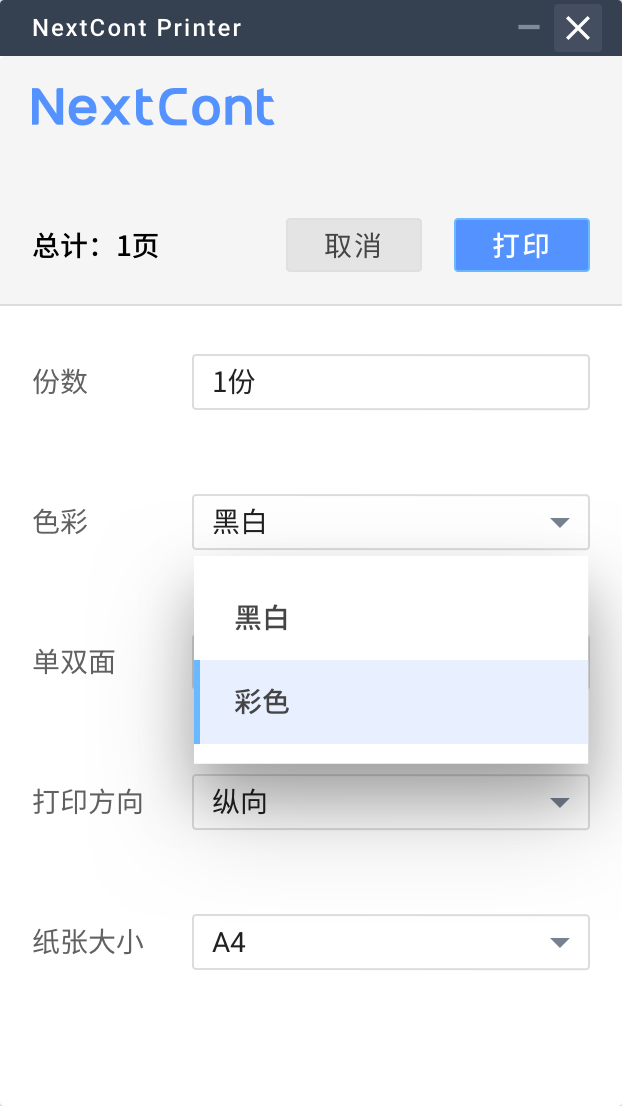 NextCont Printer
NextCont
总计：1页
取消
打印
份数
1份
色彩
黑白
黑白
单双面
彩色
打印方向
纵向
纸张大小
A4